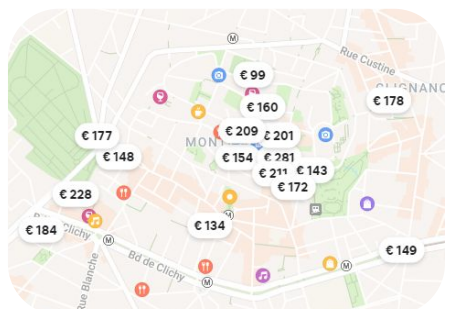 M
€ 99
Rue Custine
CLIGNANC
€ 160
€ 178
€ 209
€ 201
€ 177
MONT
€ 148
€ 154
€ 281
€ 211
€ 143
€ 172
€ 228
€ 134
€ 184
Clichy
M
M
€ 149
Bd de Clichy
M
M
Rue Blanche